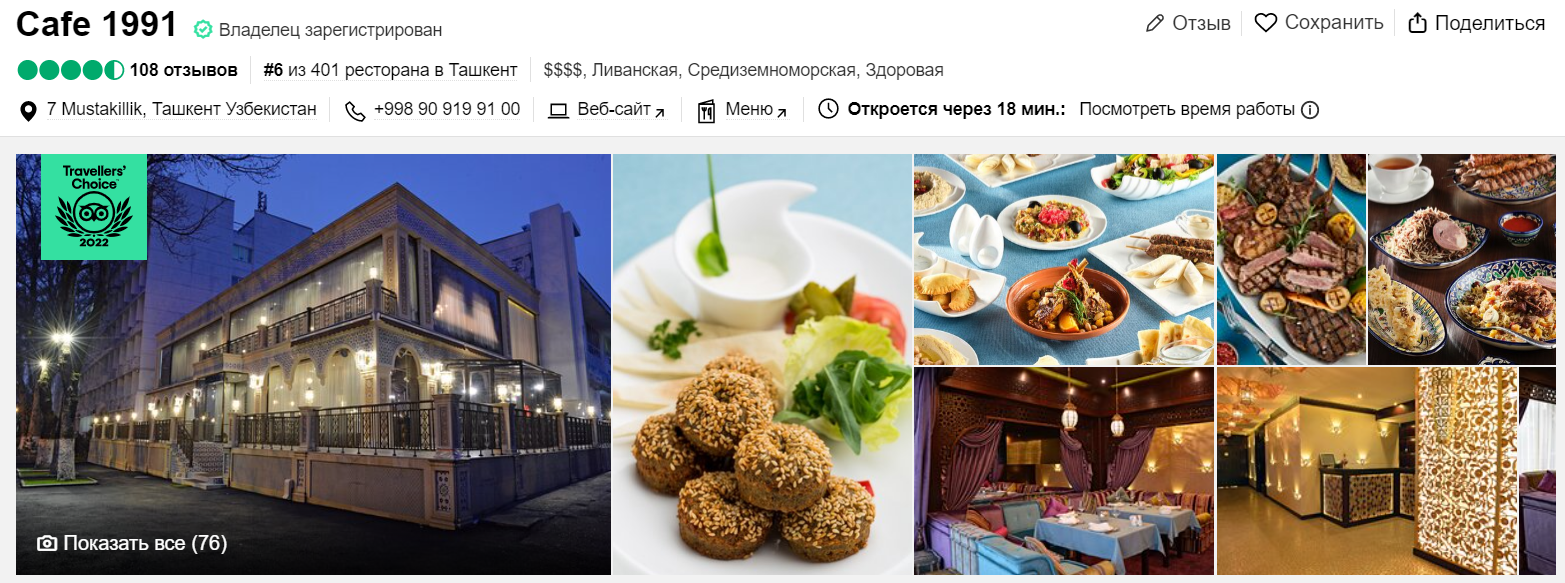 Cafe 1991 Владелец зарегистрирован Отзыв Сохранить Поделиться
108 отзывов #6 из 401 ресторана в Ташкент $$$$, Ливанская, Средиземноморская, Здоровая
7 Mustakillik, Ташкент Узбекистан +998 90 919 91 00 Веб-сайт Меню Откроется через 18 мин.: Посмотреть время работы
Travellers'
Choice
2022
Показать все (76)